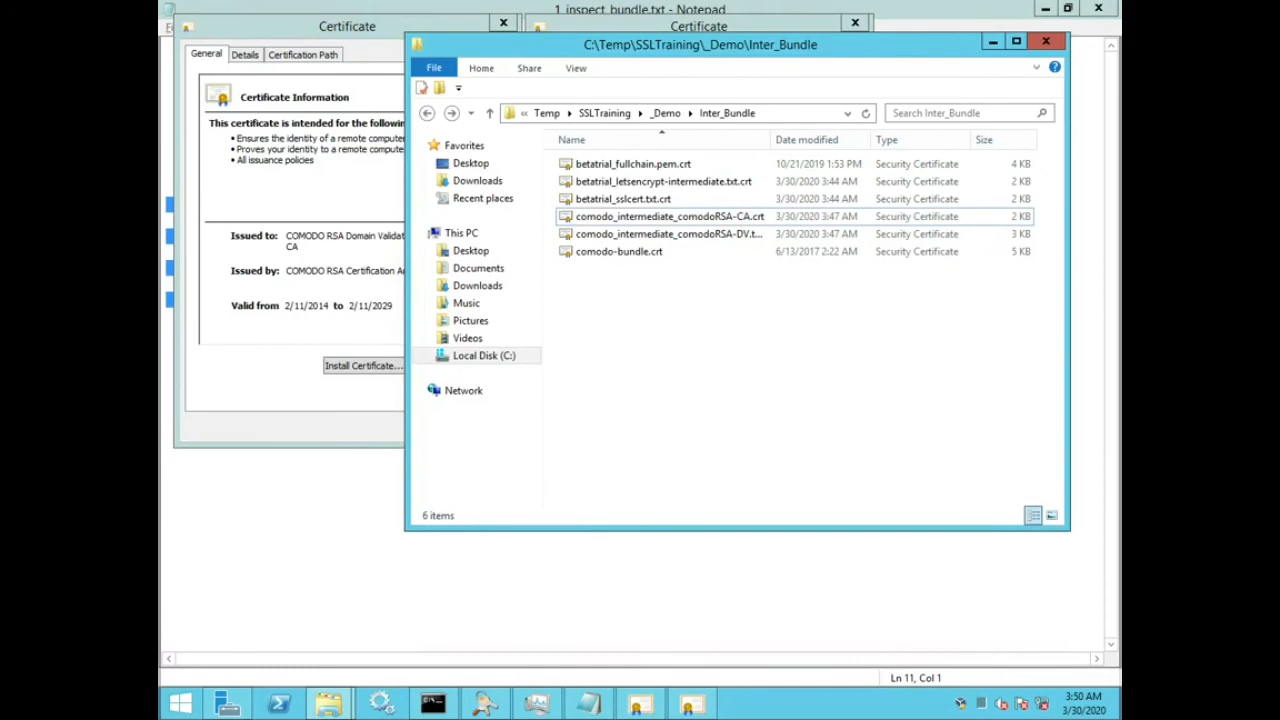 1_inspect_bundle.txt - Notepad
Certificate
Certificate
General
Details
Certification Path
Certificate Information
This certificate is intended for the following
Ensures the identity of a remote computer
Proves your identity to a remote compute
All issuance policies
Issued to: COMODO RSA Domain Validat
CA
Issued by: COMODO RSA Certification Au
Valid from 2/11/2014 to 2/11/2029
Install Certificate...
C:\Temp\SSLTraining\_Demo\Inter_Bundle
File Home Share View
« Temp SSLTraining _Demo Inter_Bundle
Search Inter_Bundle
Favorites
Desktop
Downloads
Recent places
This PC
Desktop
Documents
Downloads
Music
Pictures
Videos
Local Disk (C:)
Network
Name Date modified Type Size
betatrial_fullchain.pem.crt 10/21/2019 1:53 PM Security Certificate 4 KB
betatrial_letsencrypt-intermediate.txt.crt 3/30/2020 3:44 AM Security Certificate 2 KB
betatrial_sslcert.txt.crt 3/30/2020 3:44 AM Security Certificate 2 KB
comodo_intermediate_comodoRSA-CA.crt 3/30/2020 3:47 AM Security Certificate 2 KB
comodo_intermediate_comodoRSA-DV.t... 3/30/2020 3:47 AM Security Certificate 3 KB
comodo-bundle.crt 6/13/2017 2:22 AM Security Certificate 5 KB
6 items
Ln 11, Col 1
3:50 AM
3/30/2020